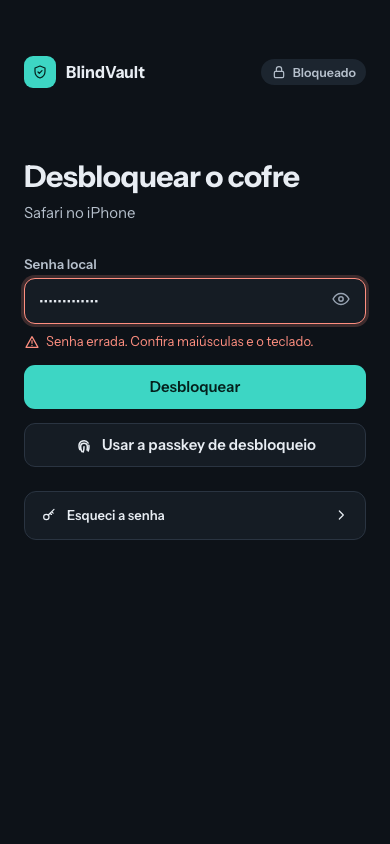 BlindVault
Bloqueado
Desbloquear o cofre
Safari no iPhone
Senha local
•••••••••••••
Senha errada. Confira maiúsculas e o teclado.
Desbloquear
Usar a passkey de desbloqueio
Esqueci a senha